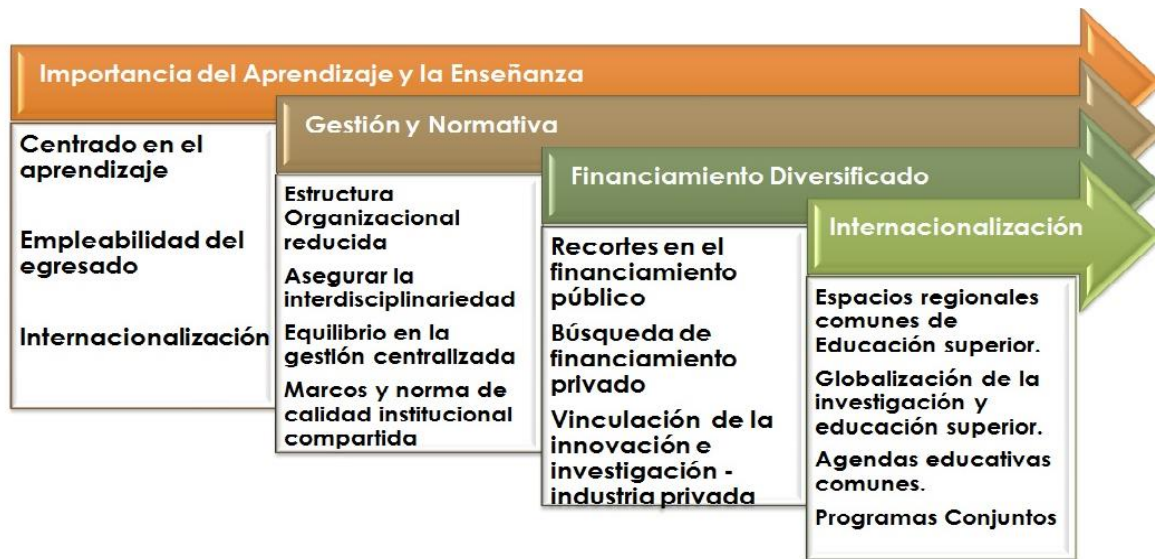 Importancia del Aprendizaje y la Enseñanza
Centrado en el
aprendizaje
Empleabilidad del
egresado
Internacionalización
Gestión y Normativa
Estructura
Organizacional
reducida
Asegurar la
interdisciplinariedad
Equilibrio en la
gestión centralizada
Marcos y norma de
calidad institucional
compartida
Financiamiento Diversificado
Recortes en el
financiamiento
público
Búsqueda de
financiamiento
privado
Vinculación de la
innovación e
investigación -
industria privada
Internacionalización
Espacios regionales
comunes de
Educación superior.
Globalización de la
investigación y
educación superior.
Agendas educativas
comunes.
Programas Conjuntos